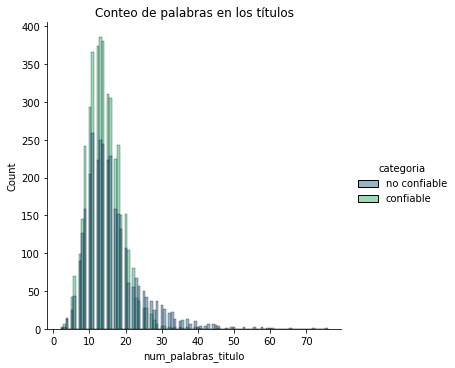 Conteo de palabras en los títulos
400
350
300
250
200
150
100
50
0
Count
0 10 20 30 40 50 60 70
num_palabras_titulo
categoria
no confiable
confiable